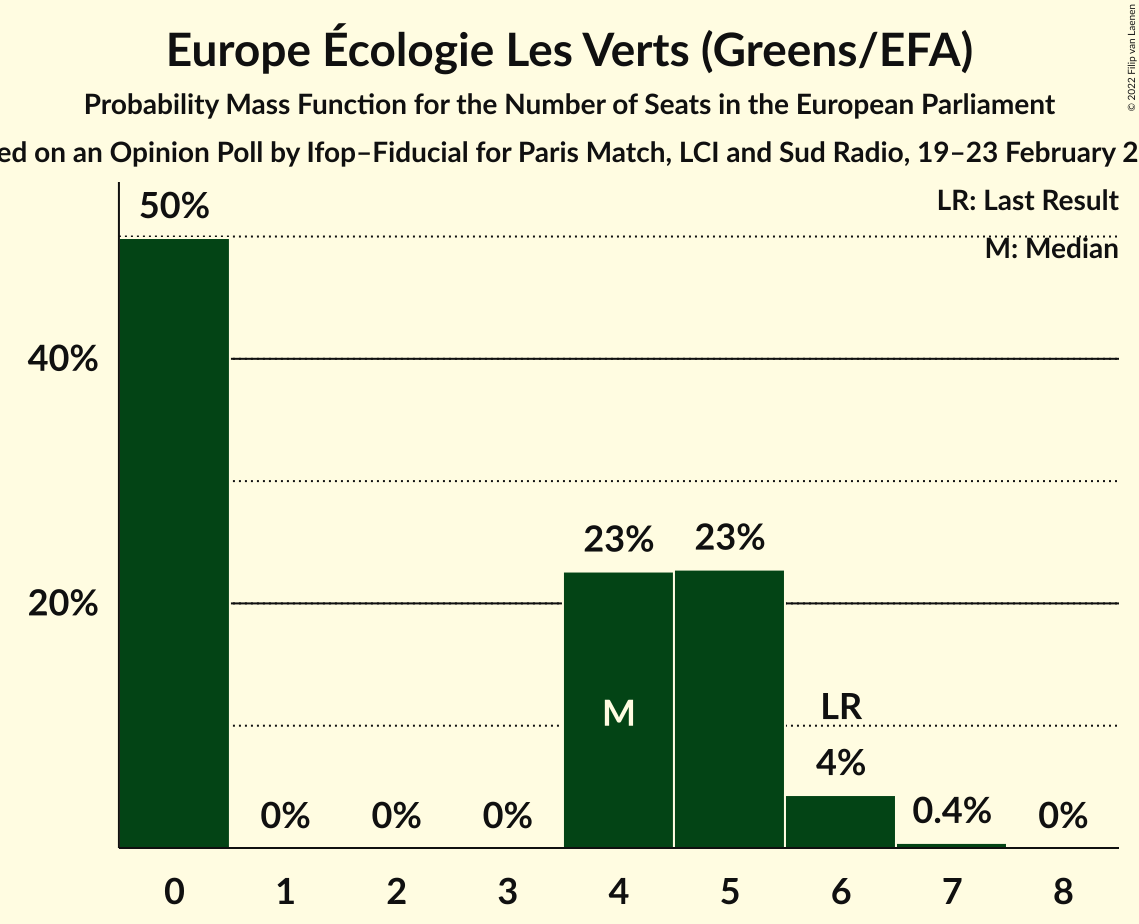 Europe Écologie Les Verts (Greens/EFA)
Probability Mass Function for the Number of Seats in the European Parliament
on an Opinion Poll by Ifop–Fiducial for Paris Match, LCI and Sud Radio, 19–23 February
© 2022 Filip van Laenen
LR: Last Result
M: Median
50%
40%
20%
0%
0%
0%
23%
23%
4%
0.4%
0%
M
LR
0 1 2 3 4 5 6 7 8